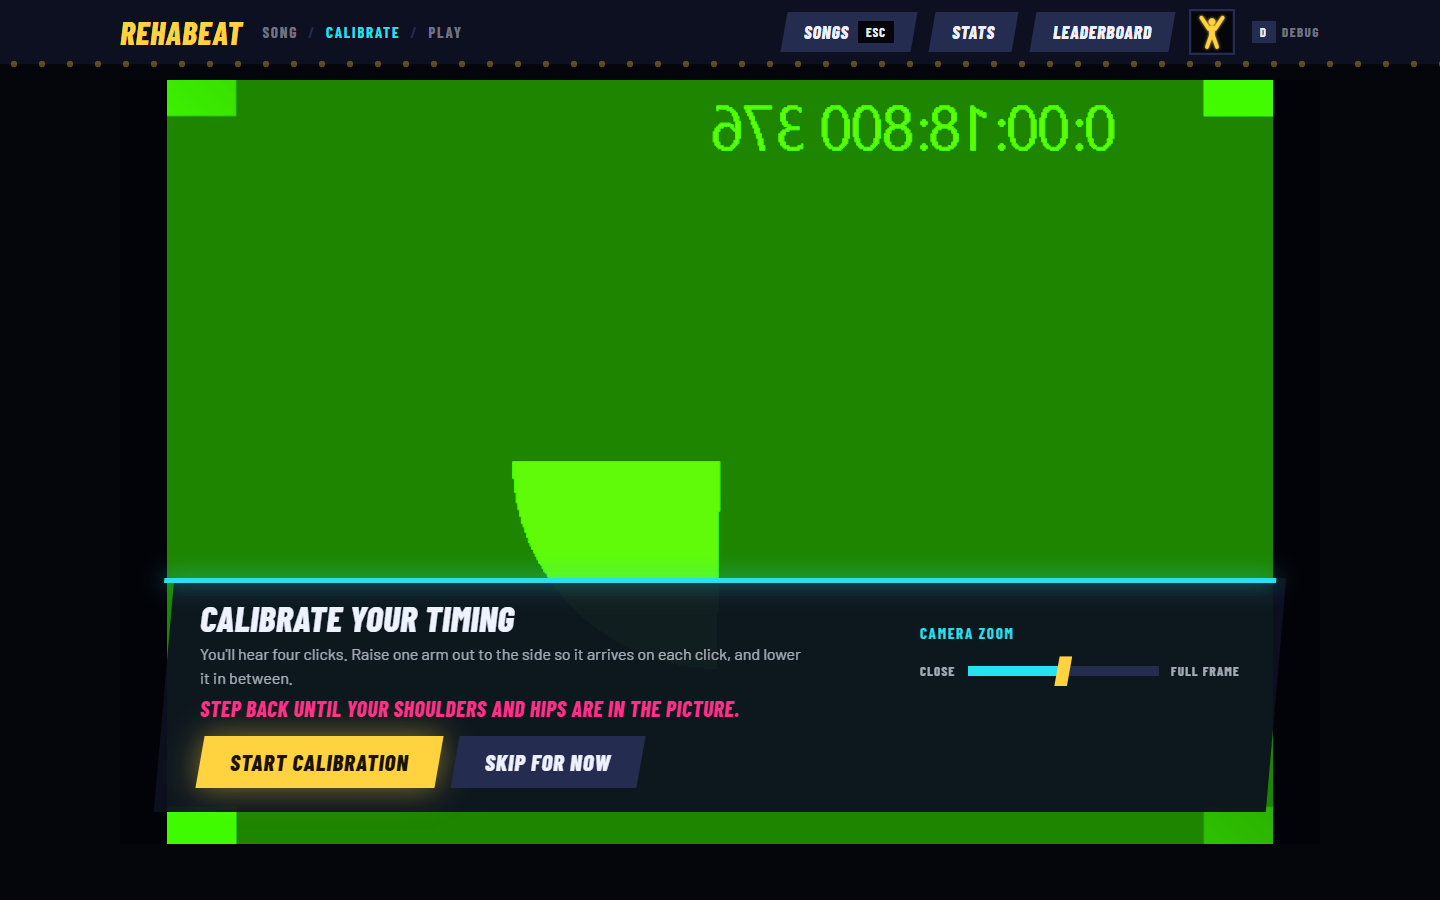 REHABEAT SONG / CALIBRATE / PLAY SONGS ESC STATS LEADERBOARD D DEBUG
0:00:18:800 376
CALIBRATE YOUR TIMING
You'll hear four clicks. Raise one arm out to the side so it arrives on each click, and lower
it in between.
STEP BACK UNTIL YOUR SHOULDERS AND HIPS ARE IN THE PICTURE.
START CALIBRATION SKIP FOR NOW
CAMERA ZOOM
CLOSE FULL FRAME